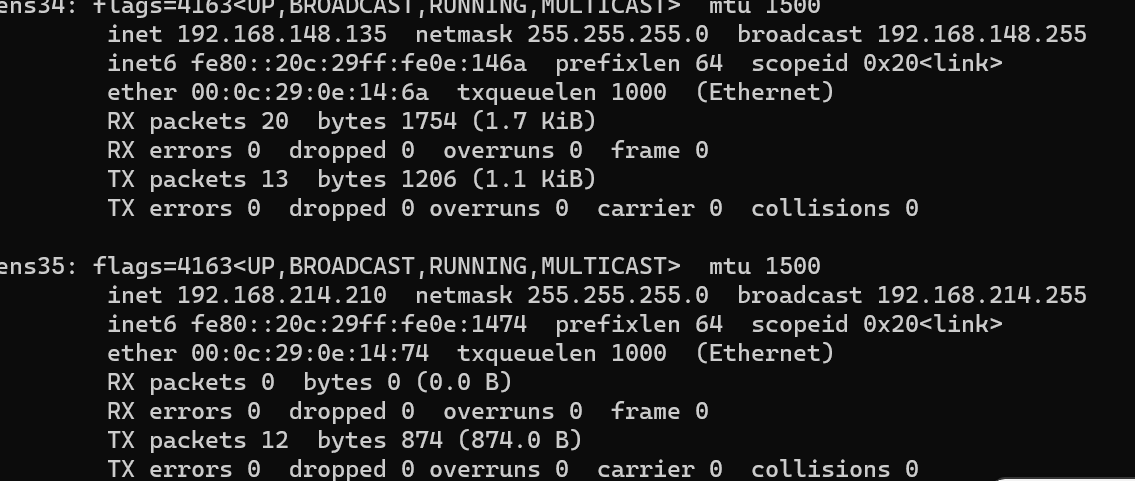 ens34: flags=4163<UP,BROADCAST,RUNNING,MULTICAST>  mtu 1500
        inet 192.168.148.135  netmask 255.255.255.0  broadcast 192.168.148.255
        inet6 fe80::20c:29ff:fe0e:146a  prefixlen 64  scopeid 0x20<link>
        ether 00:0c:29:0e:14:6a  txqueuelen 1000  (Ethernet)
        RX packets 20  bytes 1754 (1.7 KiB)
        RX errors 0  dropped 0  overruns 0  frame 0
        TX packets 13  bytes 1206 (1.1 KiB)
        TX errors 0  dropped 0 overruns 0  carrier 0  collisions 0

ens35: flags=4163<UP,BROADCAST,RUNNING,MULTICAST>  mtu 1500
        inet 192.168.214.210  netmask 255.255.255.0  broadcast 192.168.214.255
        inet6 fe80::20c:29ff:fe0e:1474  prefixlen 64  scopeid 0x20<link>
        ether 00:0c:29:0e:14:74  txqueuelen 1000  (Ethernet)
        RX packets 0  bytes 0 (0.0 B)
        RX errors 0  dropped 0  overruns 0  frame 0
        TX packets 12  bytes 874 (874.0 B)
        TX errors 0  dropped 0 overruns 0  carrier 0  collisions 0